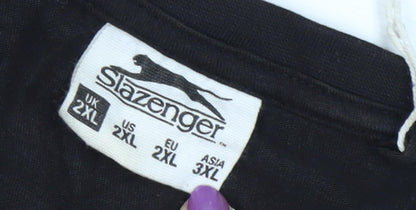 Slazenger
UK US EU ASIA
2XL 2XL 2XL 3XL